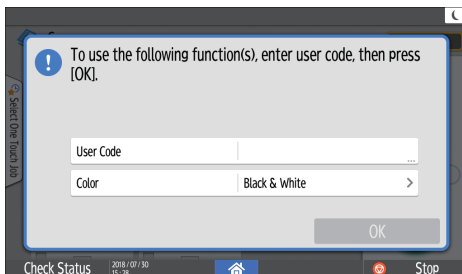 To use the following function(s), enter user code, then press
[OK].
Select One Touch Job
User Code
...
Color
Black & White
OK
Check Status
2018/07/30
15:28
Stop